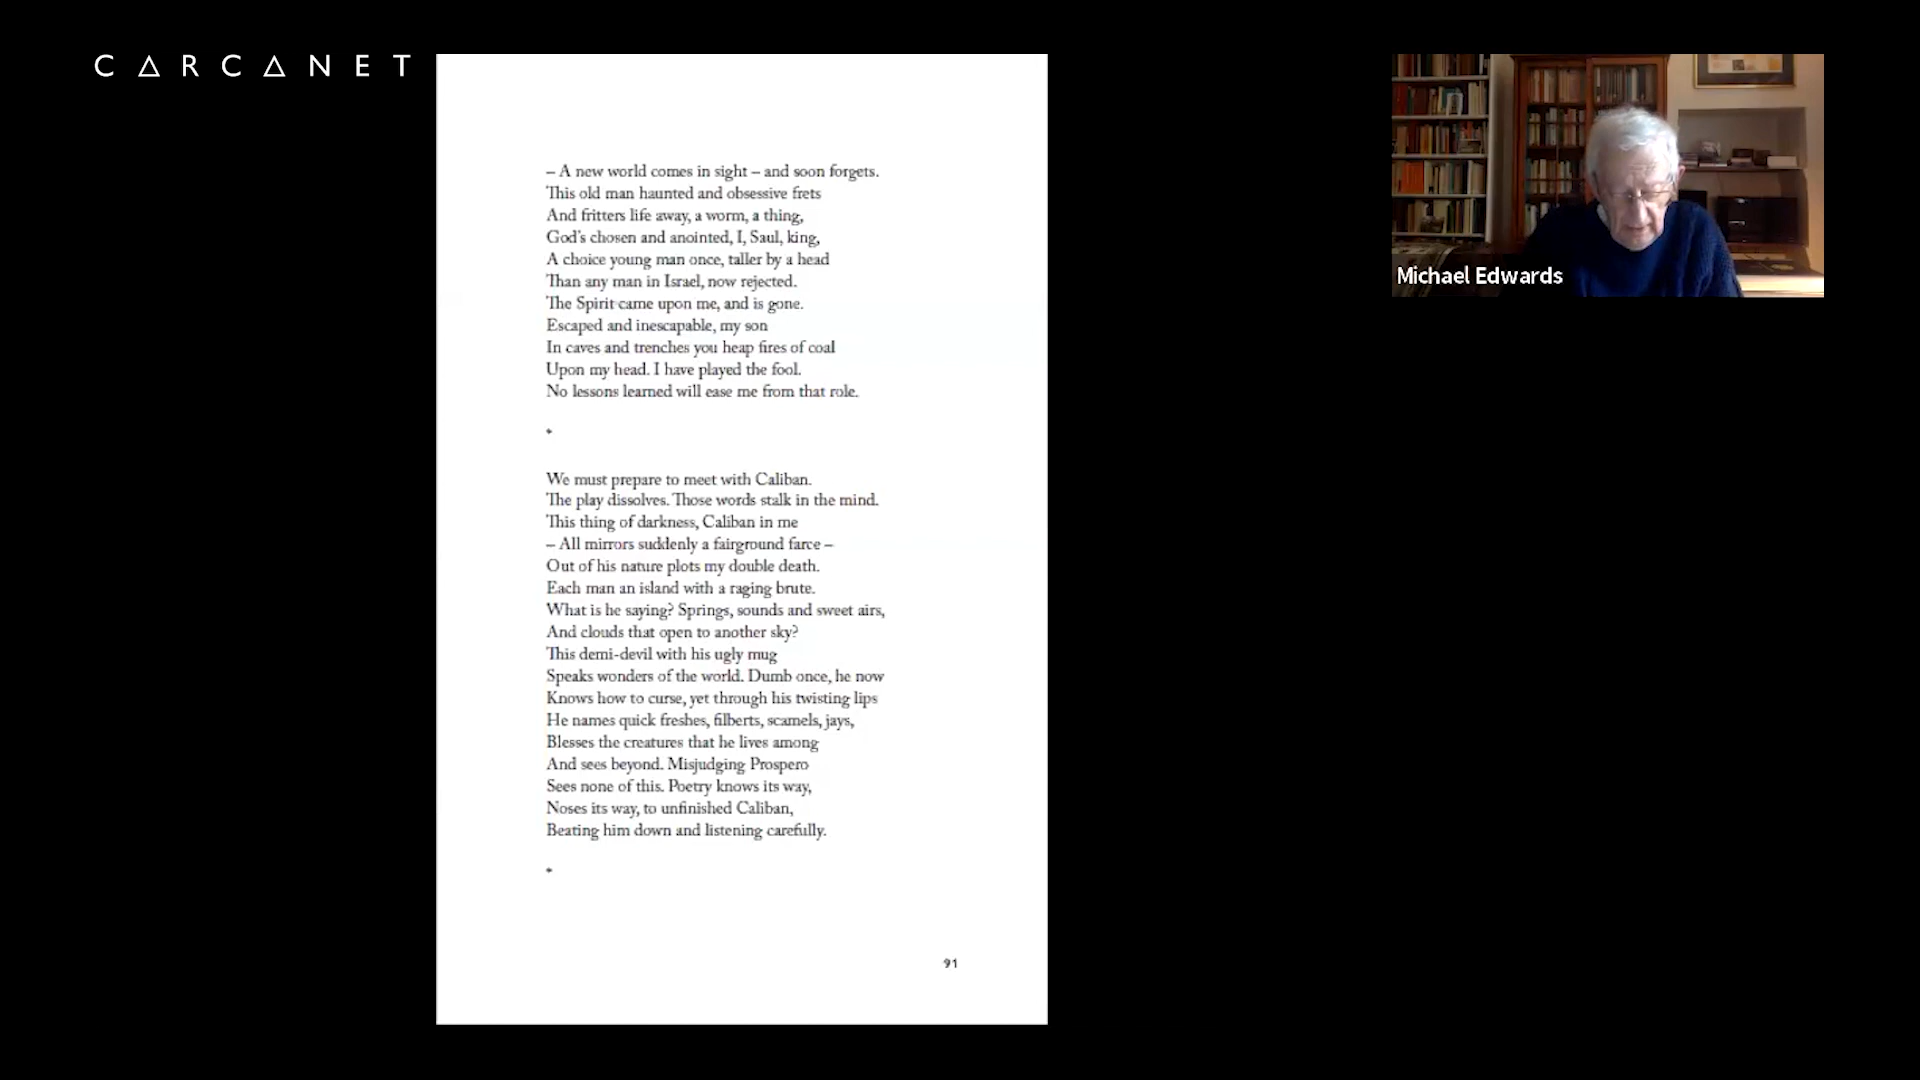 CARCANET
– A new world comes in sight – and soon forgets.
This old man haunted and obsessive frets
And fritters life away, a worm, a thing,
God's chosen and anointed, I, Saul, king,
A choice young man once, taller by a head
Than any man in Israel, now rejected.
The Spirit came upon me, and is gone.
Escaped and inescapable, my son
In caves and trenches you heap fires of coal
Upon my head. I have played the fool.
No lessons learned will ease me from that role.
*
We must prepare to meet with Caliban.
The play dissolves. Those words stalk in the mind.
This thing of darkness, Caliban in me
– All mirrors suddenly a fairground farce –
Out of his nature plots my double death.
Each man an island with a raging brute.
What is he saying? Springs, sounds and sweet airs,
And clouds that open to another sky?
This demi-devil with his ugly mug
Speaks wonders of the world. Dumb once, he now
Knows how to curse, yet through his twisting lips
He names quick freshes, filberts, scamels, jays,
Blesses the creatures that he lives among
And sees beyond. Misjudging Prospero
Sees none of this. Poetry knows its way,
Noses its way, to unfinished Caliban,
Beating him down and listening carefully.
*
91
Michael Edwards